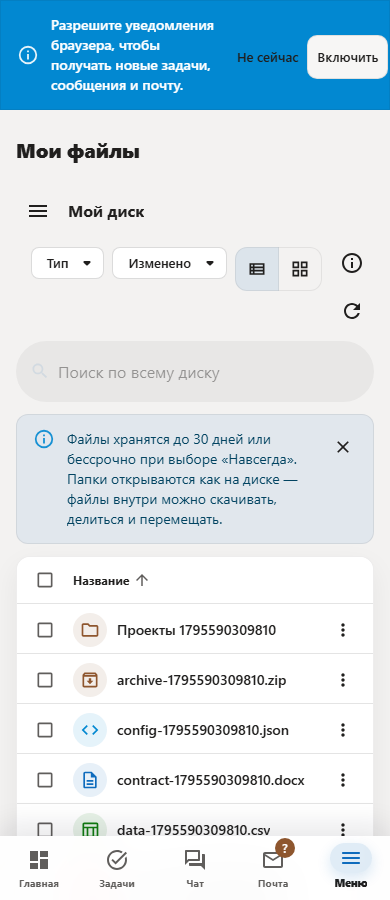 Разрешите уведомления
браузера, чтобы
получать новые задачи,
сообщения и почту.
Не сейчас
Включить
Мои файлы
Мой диск
Тип
Изменено
Поиск по всему диску
Файлы хранятся до 30 дней или
бессрочно при выборе «Навсегда».
Папки открываются как на диске —
файлы внутри можно скачивать,
делиться и перемещать.
Название
Проекты 1795590309810
archive-1795590309810.zip
config-1795590309810.json
contract-1795590309810.docx
data-1795590309810.csv
?
Главная
Задачи
Чат
Почта
Меню